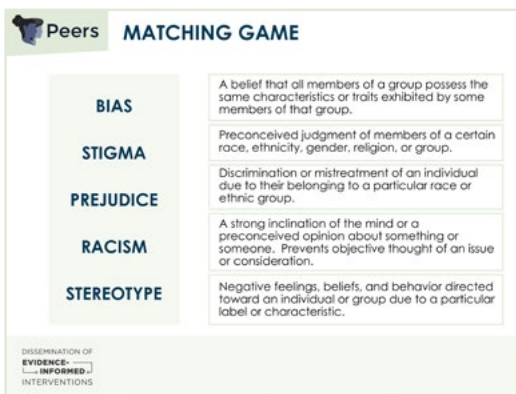 Peers MATCHING GAME
BIAS
STIGMA
PREJUDICE
RACISM
STEREOTYPE
A belief that all members of a group possess the
same characteristics or traits exhibited by some
members of that group.
Preconceived judgment of members of a certain
race, ethnicity, gender, religion, or group.
Discrimination or mistreatment of an individual
due to their belonging to a particular race or
ethnic group.
A strong inclination of the mind or a
preconceived opinion about something or
someone. Prevents objective thought of an issue
or consideration.
Negative feelings, beliefs, and behavior directed
toward an individual or group due to a particular
label or characteristic.
DISSEMINATION OF
EVIDENCE-
INFORMED
INTERVENTIONS